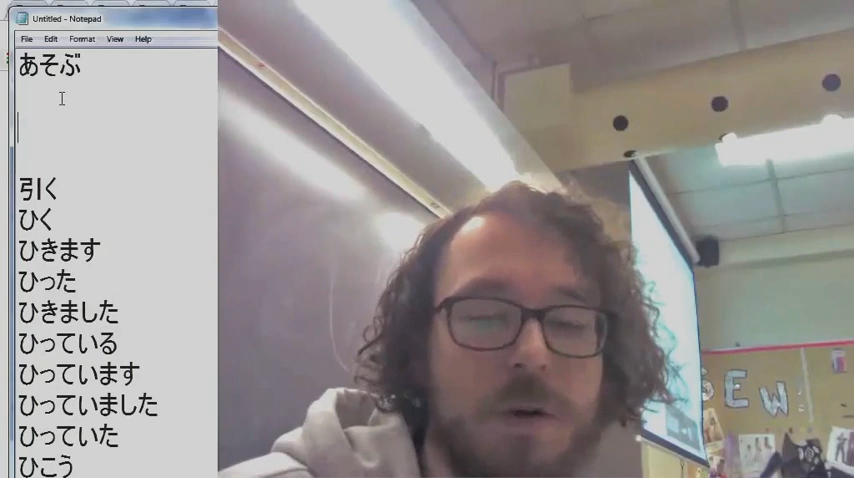 Untitled - Notepad
File Edit Format View Help
あそぶ
引く
ひく
ひきます
ひった
ひきました
ひっている
ひっています
ひっていました
ひっていた
ひこう
SEW